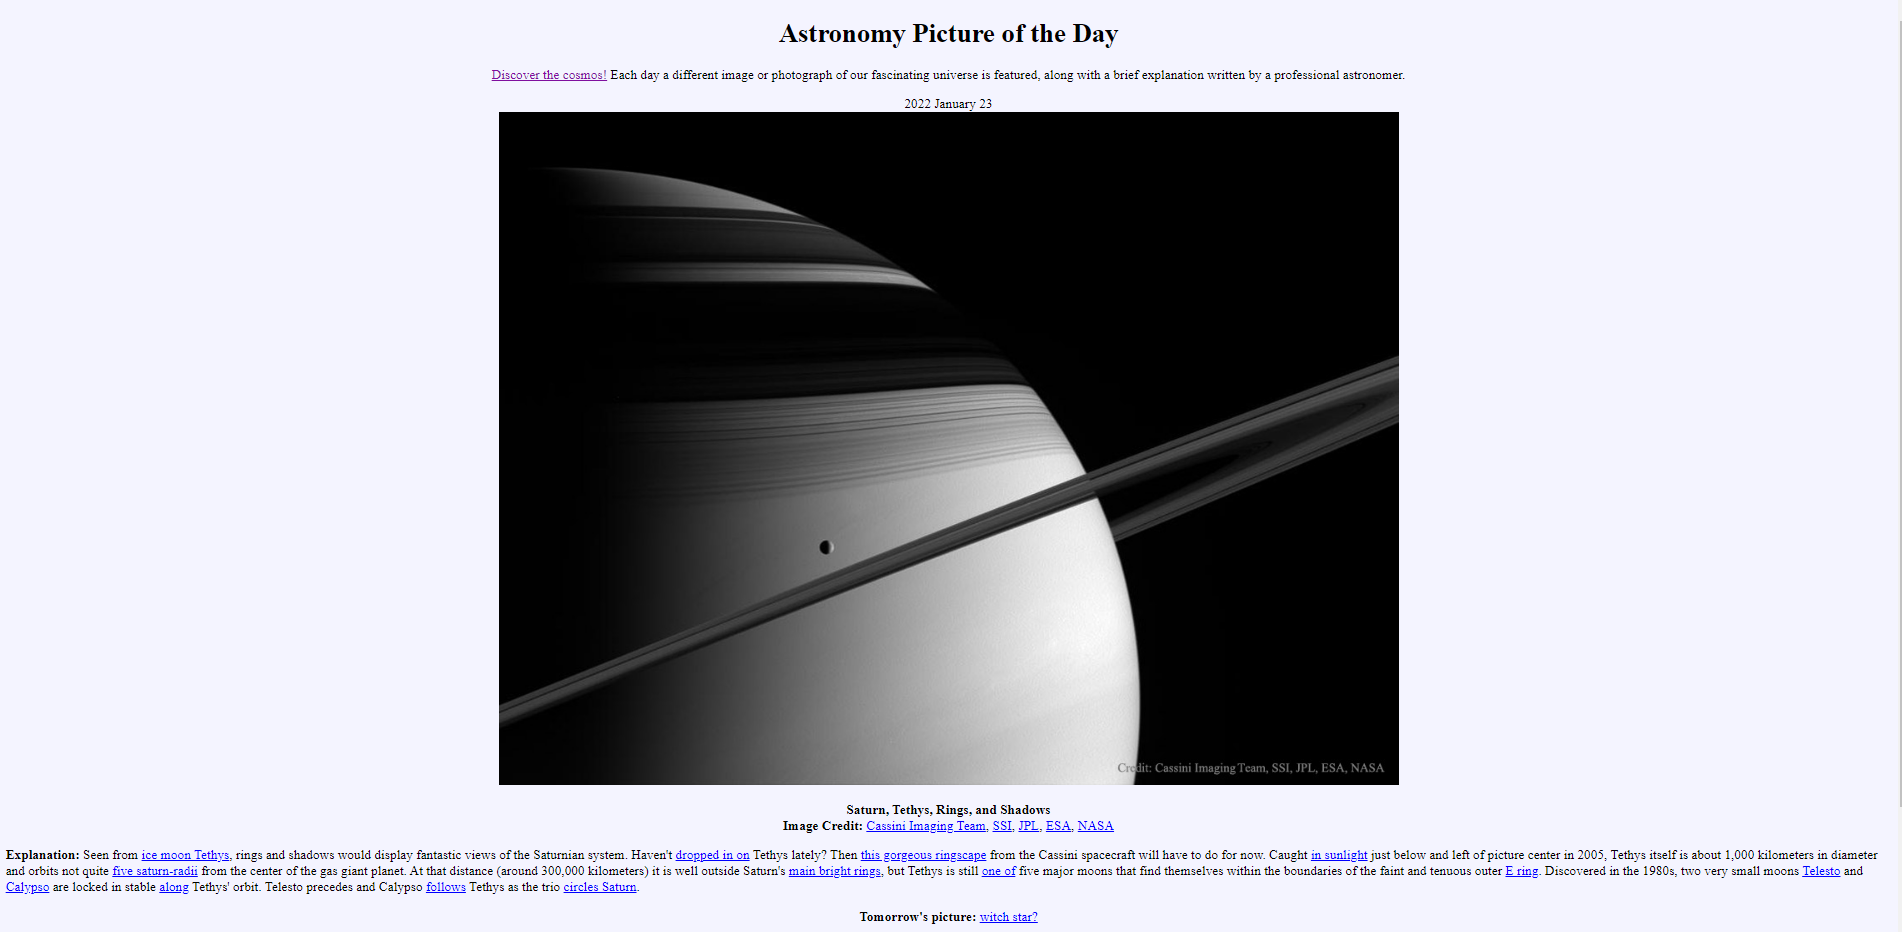 Astronomy Picture of the Day
Discover the cosmos! Each day a different image or photograph of our fascinating universe is featured, along with a brief explanation written by a professional astronomer.
2022 January 23
Credit: Cassini Imaging Team, SSI, JPL, ESA, NASA
Saturn, Tethys, Rings, and Shadows
Image Credit: Cassini Imaging Team, SSI, JPL, ESA, NASA
Explanation: Seen from ice moon Tethys, rings and shadows would display fantastic views of the Saturnian system. Haven't dropped in on Tethys lately? Then this gorgeous ringscape from the Cassini spacecraft will have to do for now. Caught in sunlight just below and left of picture center in 2005, Tethys itself is about 1,000 kilometers in diameter
and orbits not quite five saturn-radii from the center of the gas giant planet. At that distance (around 300,000 kilometers) it is well outside Saturn's main bright rings, but Tethys is still one of five major moons that find themselves within the boundaries of the faint and tenuous outer E ring. Discovered in the 1980s, two very small moons Telesto and
Calypso are locked in stable along Tethys' orbit. Telesto precedes and Calypso follows Tethys as the trio circles Saturn.
Tomorrow's picture: witch star?